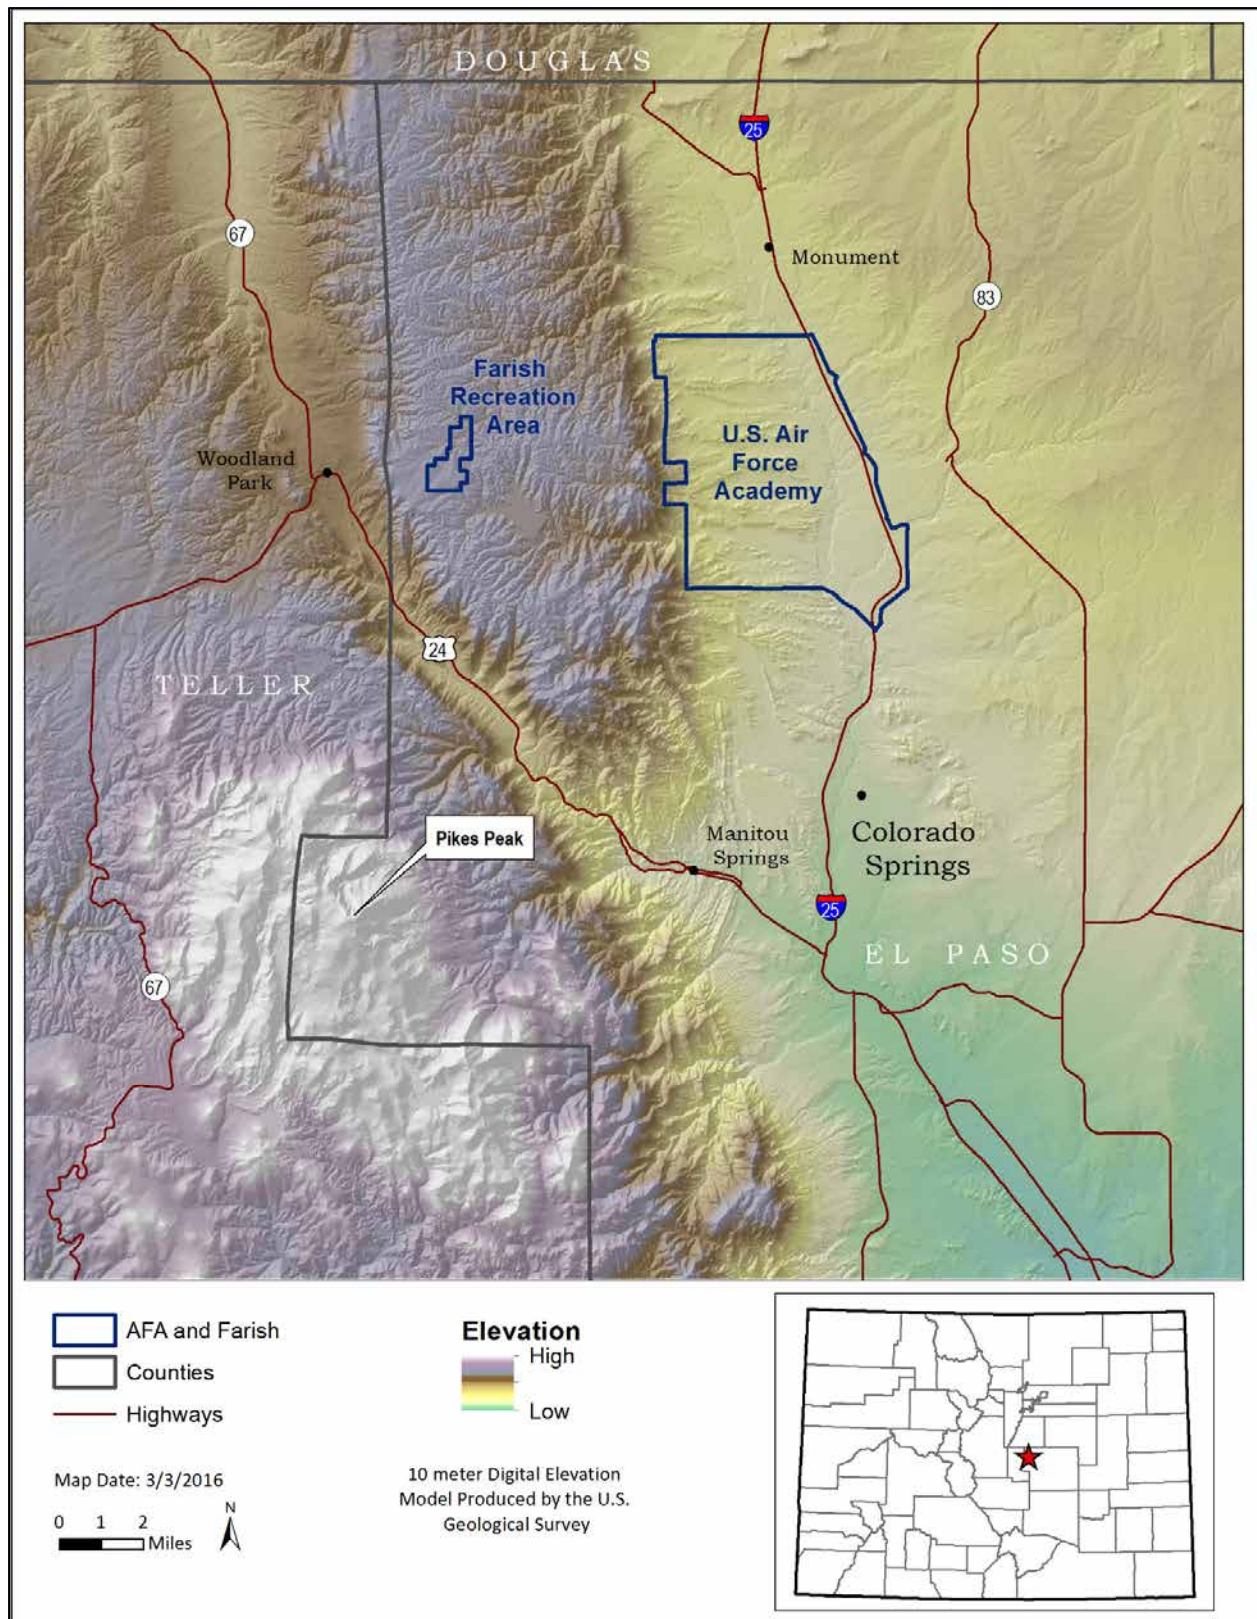 DOUGLAS
25
67
Monument
83
Farish
Recreation
Area
U.S. Air
Force
Academy
Woodland
Park
24
TELLER
Pikes Peak
Manitou
Springs
Colorado
Springs
25
EL PASO
67
AFA and Farish
Counties
Highways
Elevation
High
Low
Map Date: 3/3/2016
N
0 1 2
Miles
10 meter Digital Elevation
Model Produced by the U.S.
Geological Survey